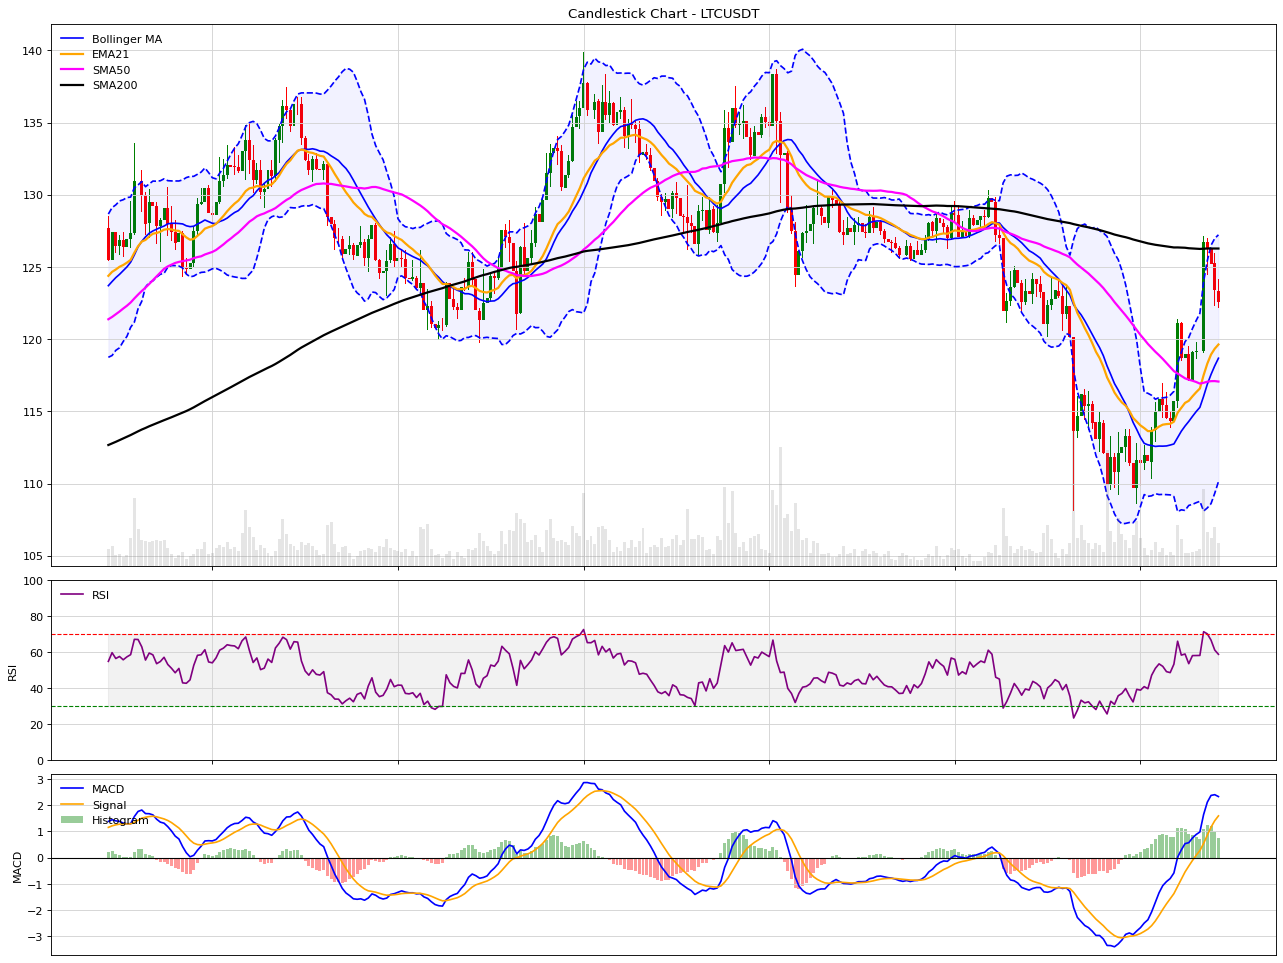 Candlestick Chart - LTCUSDT
Bollinger MA
EMA21
SMA50
SMA200
140
135
130
125
120
115
110
105
RSI
100
80
60
40
20
0
RSI
MACD
Signal
Histogram
3
2
1
0
−1
−2
−3
MACD